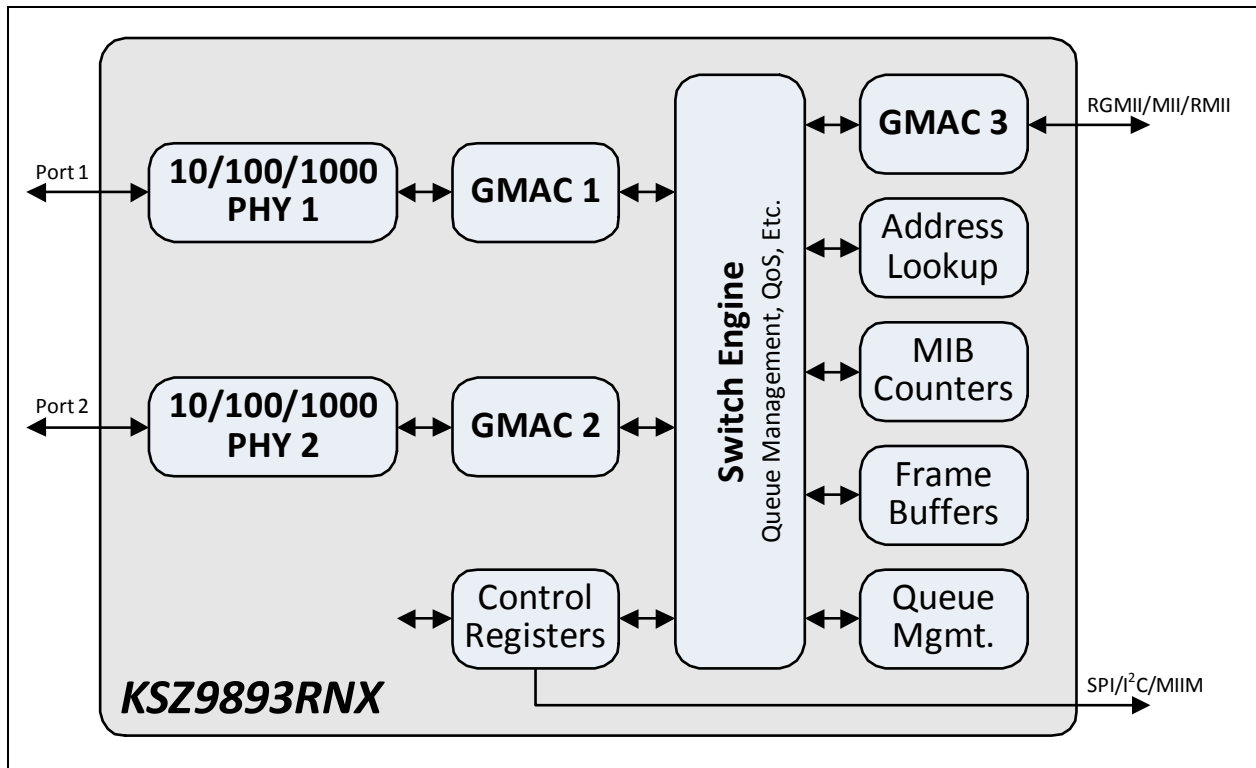 Port 1
10/100/1000
PHY 1
GMAC 1
Port 2
10/100/1000
PHY 2
GMAC 2
Control
Registers
Switch Engine
Queue Management, QoS, Etc.
GMAC 3
RGMII/MII/RMII
Address
Lookup
MIB
Counters
Frame
Buffers
Queue
Mgmt.
SPI/I²C/MIIM
KSZ9893RNX